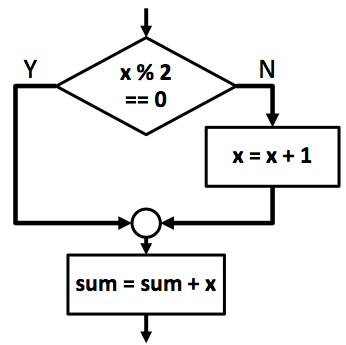 Y
N
x % 2
== 0
x = x + 1
sum = sum + x